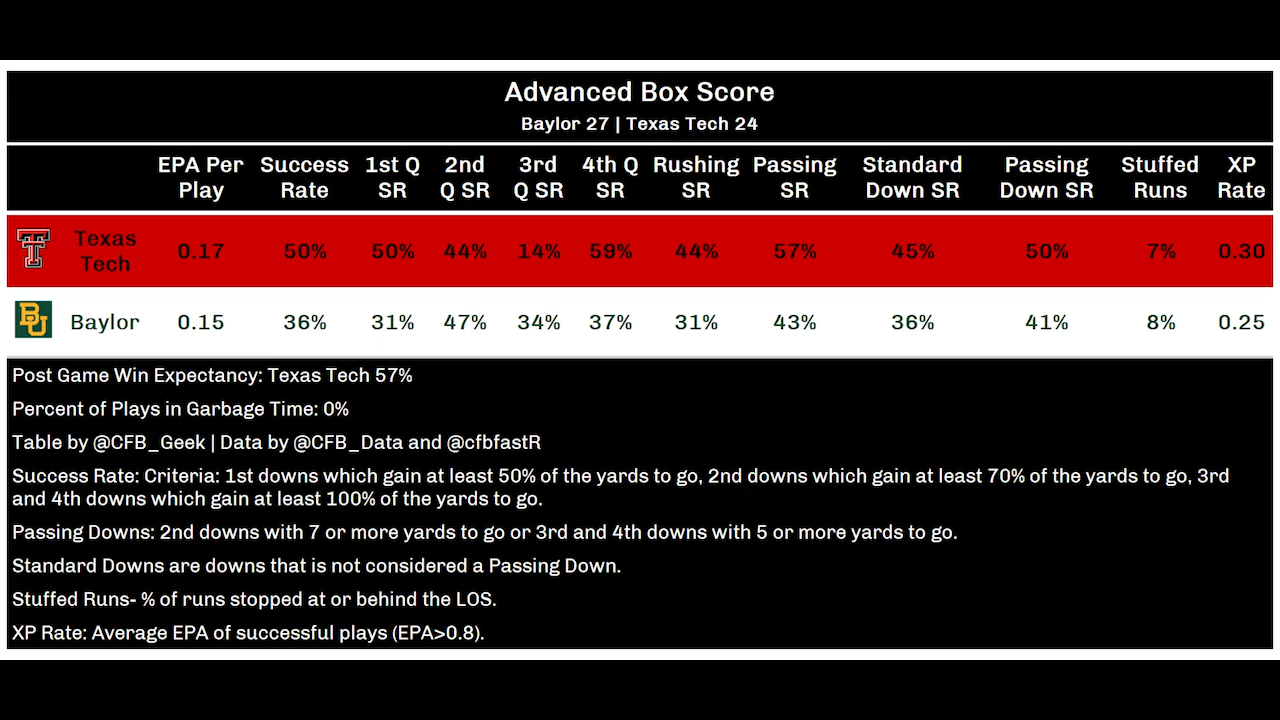 Advanced Box Score
Baylor 27 | Texas Tech 24
EPA Per Play Success Rate 1st Q SR 2nd Q SR 3rd Q SR 4th Q SR Rushing SR Passing SR Standard Down SR Passing Down SR Stuffed Runs XP Rate
Texas Tech 0.17 50% 50% 44% 14% 59% 44% 57% 45% 50% 7% 0.30
BU Baylor 0.15 36% 31% 47% 34% 37% 31% 43% 36% 41% 8% 0.25
Post Game Win Expectancy: Texas Tech 57%
Percent of Plays in Garbage Time: 0%
Table by @CFB_Geek | Data by @CFB_Data and @cfbfastR
Success Rate: Criteria: 1st downs which gain at least 50% of the yards to go, 2nd downs which gain at least 70% of the yards to go, 3rd
and 4th downs which gain at least 100% of the yards to go.
Passing Downs: 2nd downs with 7 or more yards to go or 3rd and 4th downs with 5 or more yards to go.
Standard Downs are downs that is not considered a Passing Down.
Stuffed Runs- % of runs stopped at or behind the LOS.
XP Rate: Average EPA of successful plays (EPA>0.8).